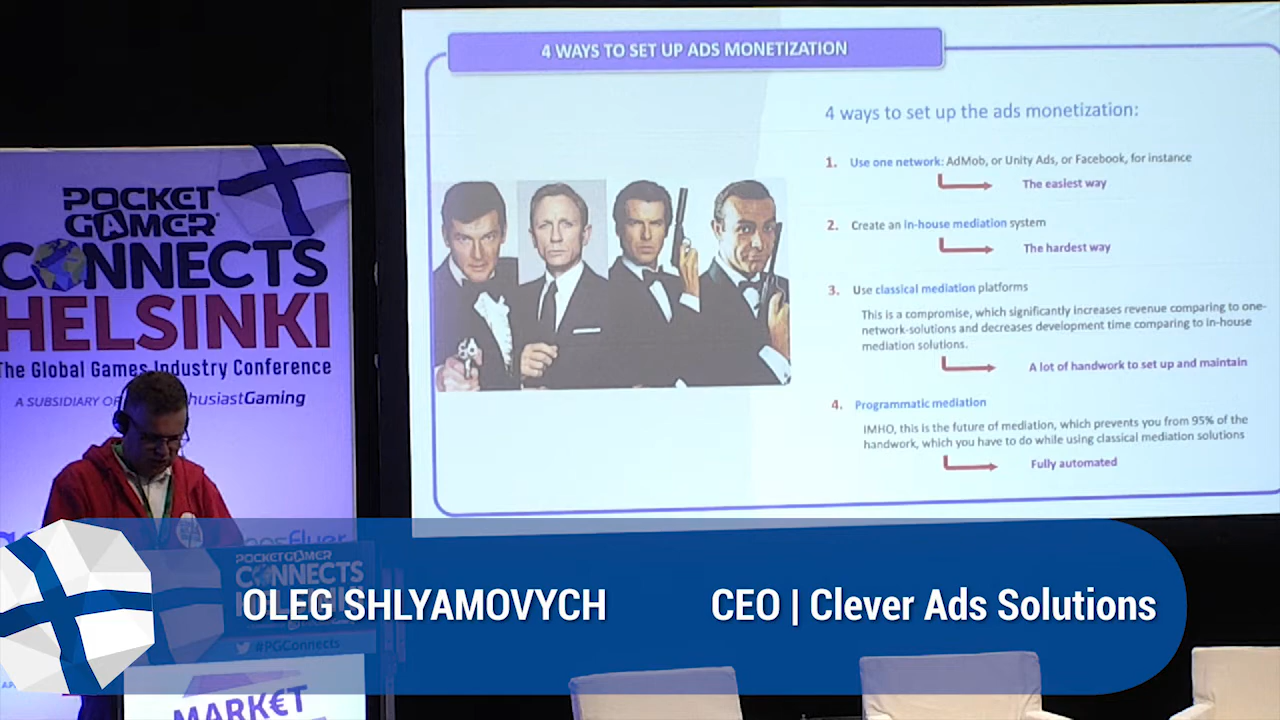 4 WAYS TO SET UP ADS MONETIZATION
4 ways to set up the ads monetization:
1. Use one network: AdMob, or Unity Ads, or Facebook, for instance
The easiest way
2. Create an in-house mediation system
The hardest way
3. Use classical mediation platforms
This is a compromise, which significantly increases revenue comparing to one-
network-solutions and decreases development time comparing to in-house
mediation solutions.
A lot of handwork to set up and maintain
4. Programmatic mediation
IMHO, this is the future of mediation, which prevents you from 95% of the
handwork, which you have to do while using classical mediation solutions
Fully automated
POCKET
GAMER
CONNECTS
HELSINKI
The Global Games Industry Conference
A SUBSIDIARY OF
husiastGaming
POCKETGAMER
CONNECTS
OLEG SHLYAMOVYCH
CEO | Clever Ads Solutions
#PGConnects
MARK€T